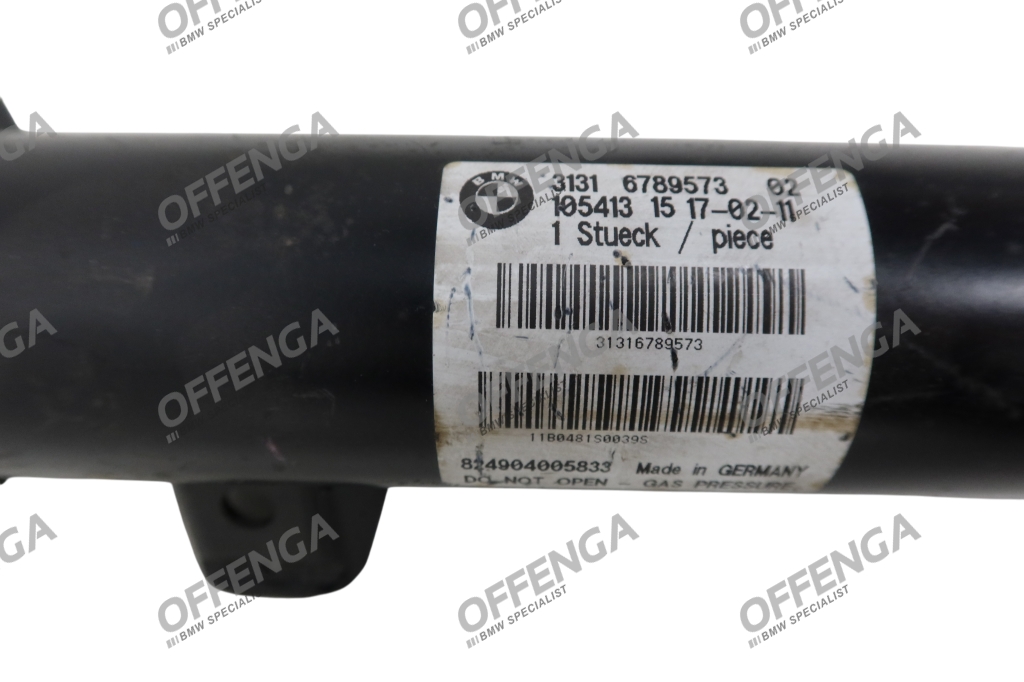 BMW
3131 6789573 02
105413 15 17-02-11
1 Stueck / piece
31316789573
11B0481S0039S
824904005833 Made in GERMANY
DO NOT OPEN - GAS PRESSURE
OFFENGA
BMW SPECIALIST